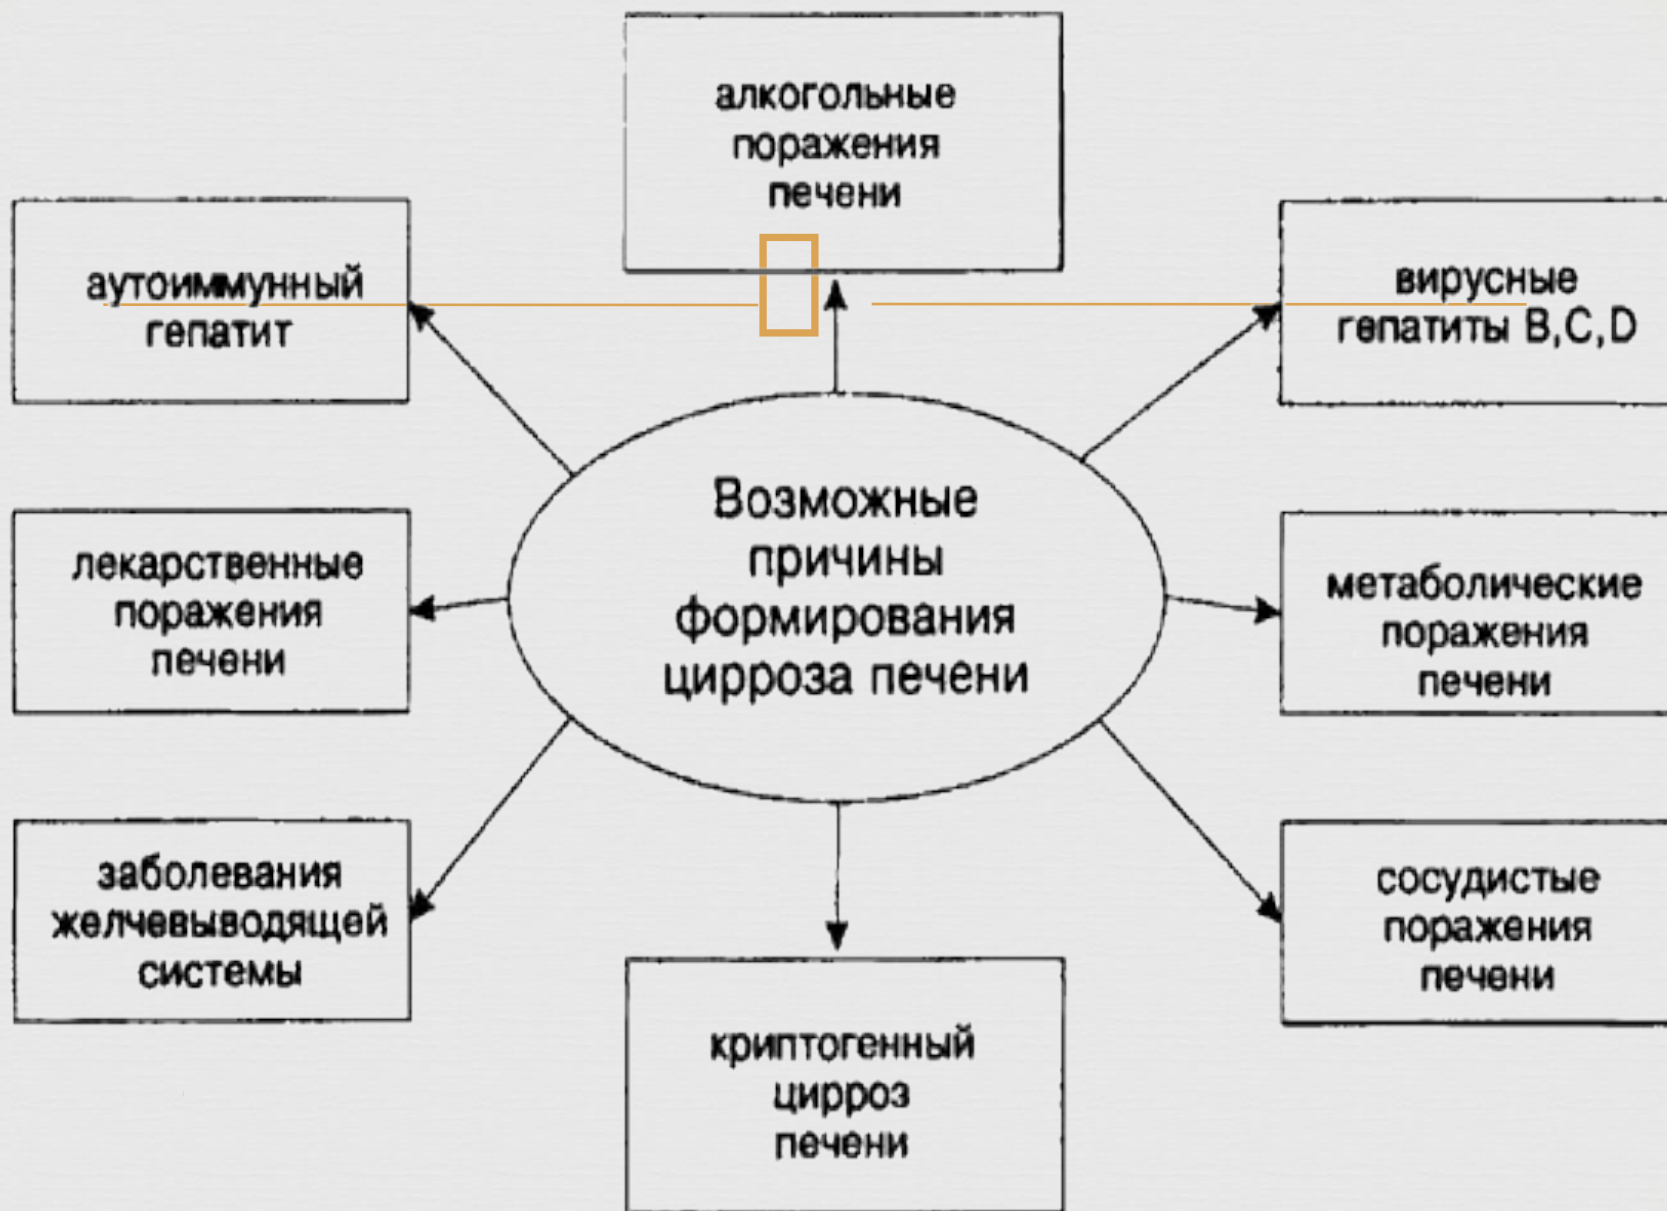 алкогольные
поражения
печени
аутоиммунный
гепатит
вирусные
гепатиты B,C,D
Возможные
причины
формирования
цирроза печени
лекарственные
поражения
печени
метаболические
поражения
печени
заболевания
желчевыводящей
системы
сосудистые
поражения
печени
криптогенный
цирроз
печени